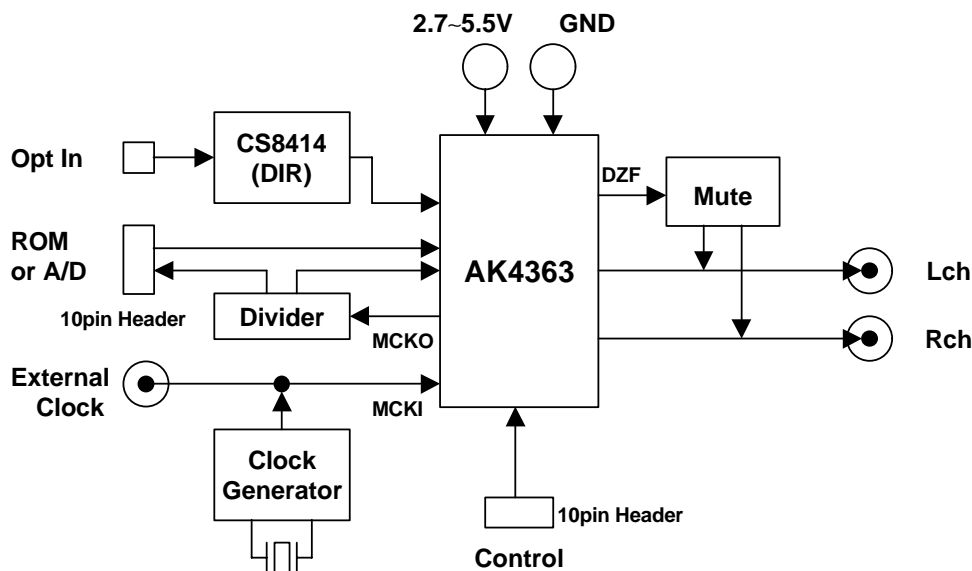 2.7~5.5V
GND
Opt In
CS8414
(DIR)
DZF
Mute
ROM
or A/D
AK4363
Lch
10pin Header
Divider
MCKO
Rch
External
Clock
MCKI
Clock
Generator
10pin Header
Control